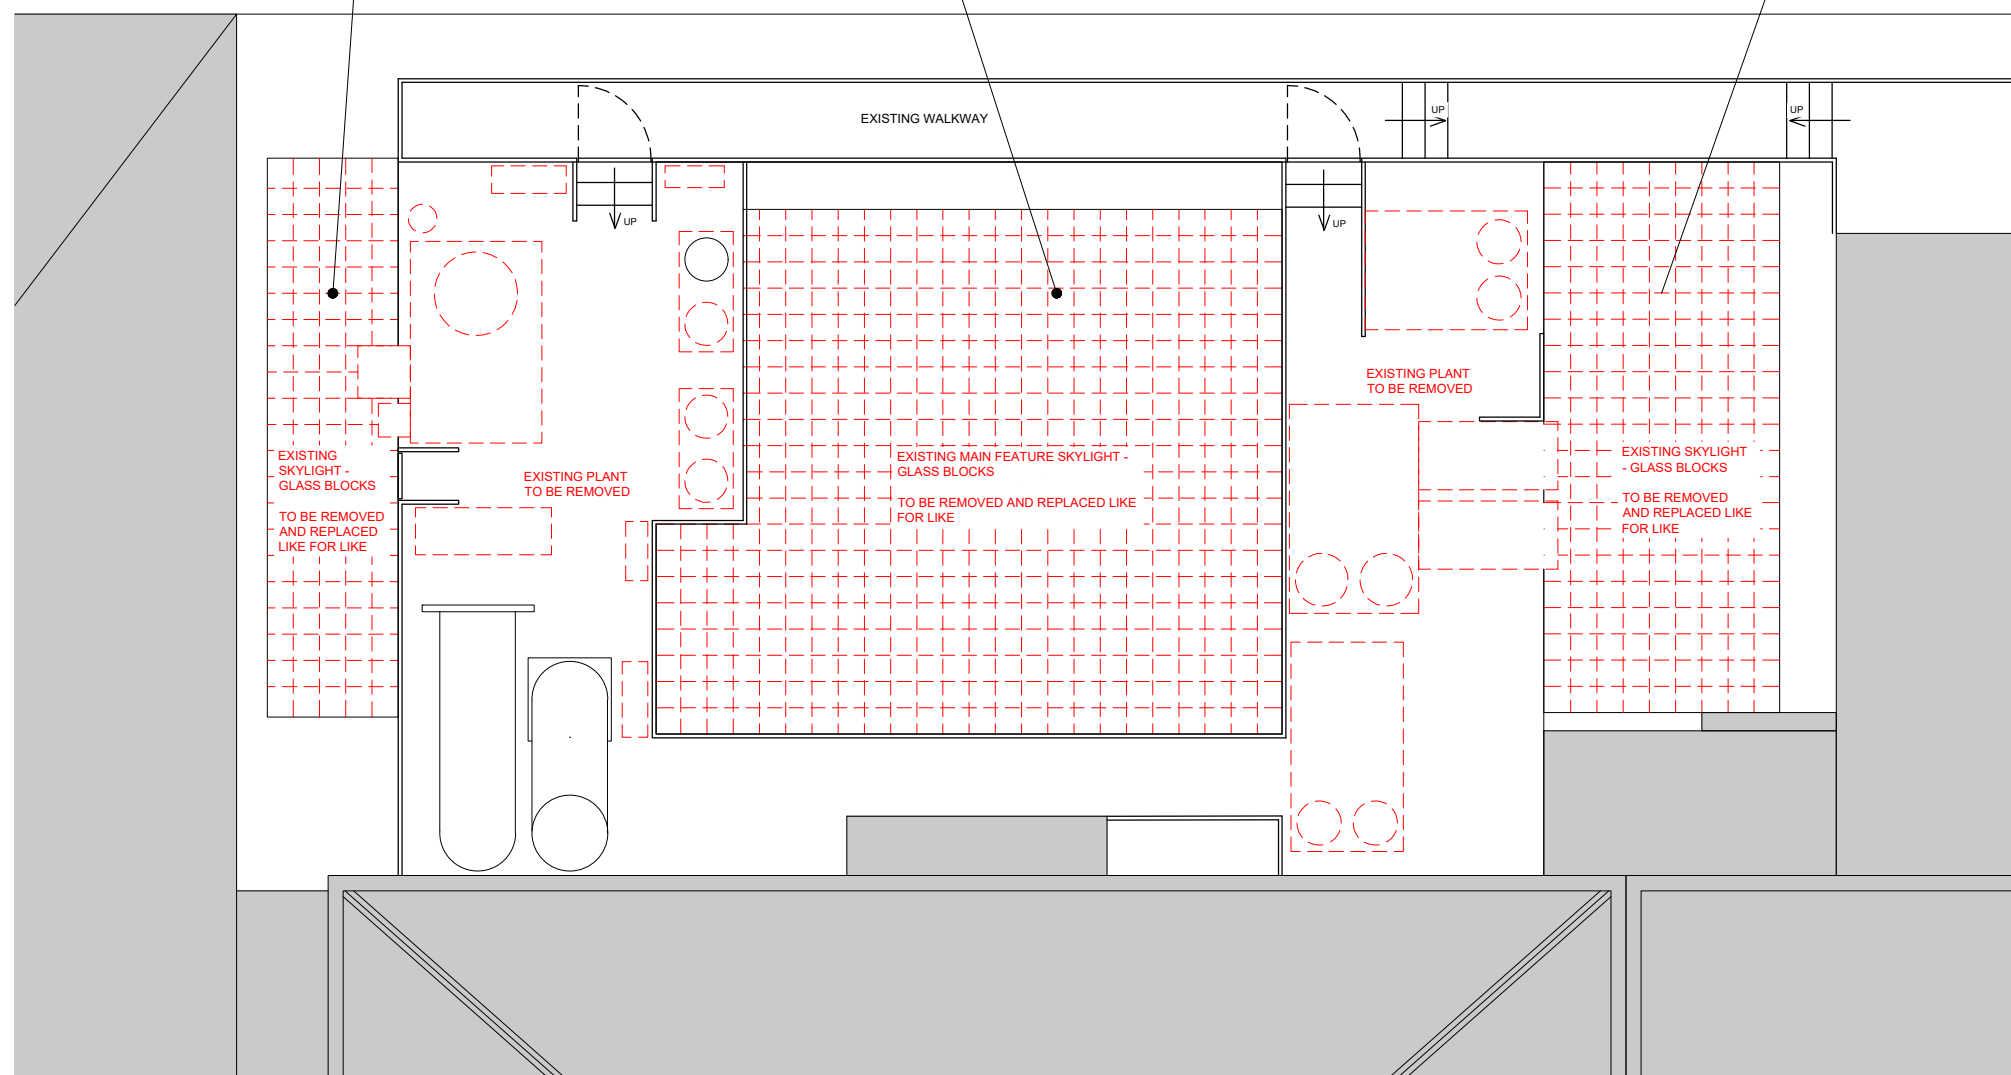 EXISTING WALKWAY
UP
UP
UP
UP
EXISTING PLANT
TO BE REMOVED
EXISTING
SKYLIGHT -
GLASS BLOCKS
TO BE REMOVED
AND REPLACED
LIKE FOR LIKE
EXISTING PLANT
TO BE REMOVED
EXISTING MAIN FEATURE SKYLIGHT -
GLASS BLOCKS
TO BE REMOVED AND REPLACED LIKE
FOR LIKE
EXISTING SKYLIGHT
- GLASS BLOCKS
TO BE REMOVED
AND REPLACED LIKE
FOR LIKE